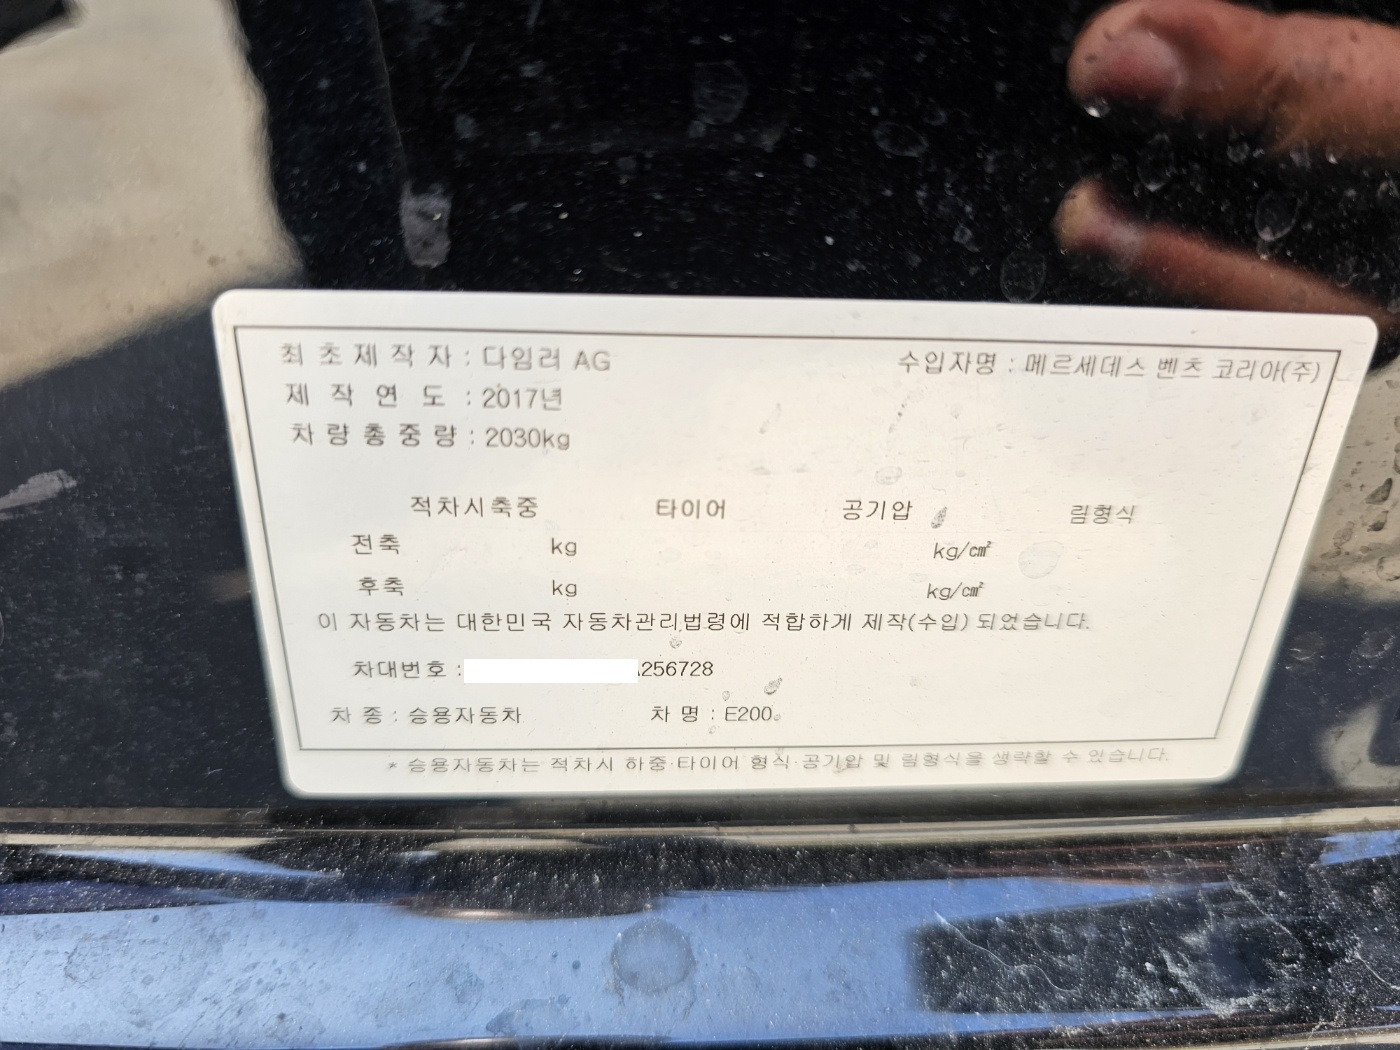 최초제작자 : 다임러 AG 수입자명 : 메르세데스 벤츠 코리아(주)
제작연도 : 2017년
차량총중량 : 2030kg
적차시축중 타이어 공기압 림형식
전축 kg kg/㎠
후축 kg kg/㎠
이 자동차는 대한민국 자동차관리법령에 적합하게 제작(수입) 되었습니다.
차대번호 : 256728
차종 : 승용자동차 차명 : E200
* 승용자동차는 적차시 하중·타이어 형식·공기압 및 림형식을 생략할 수 있습니다.